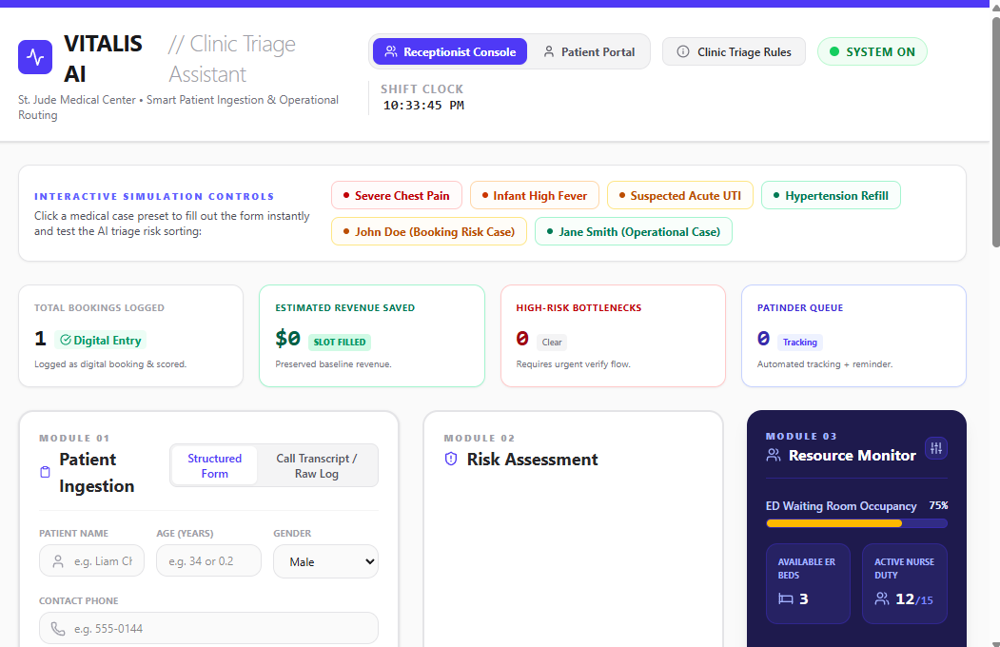 VITALIS AI
// Clinic Triage Assistant
St. Jude Medical Center • Smart Patient Ingestion & Operational Routing
Receptionist Console
Patient Portal
Clinic Triage Rules
SYSTEM ON
SHIFT CLOCK
10:33:45 PM
INTERACTIVE SIMULATION CONTROLS
Click a medical case preset to fill out the form instantly
and test the AI triage risk sorting:
Severe Chest Pain
Infant High Fever
Suspected Acute UTI
Hypertension Refill
John Doe (Booking Risk Case)
Jane Smith (Operational Case)
TOTAL BOOKINGS LOGGED
1 Digital Entry
Logged as digital booking & scored.
ESTIMATED REVENUE SAVED
$0 SLOT FILLED
Preserved baseline revenue.
HIGH-RISK BOTTLENECKS
0 Clear
Requires urgent verify flow.
PATINDER QUEUE
0 Tracking
Automated tracking + reminder.
MODULE 01
Patient Ingestion
Structured Form
Call Transcript / Raw Log
PATIENT NAME
e.g. Liam Cl
AGE (YEARS)
e.g. 34 or 0.2
GENDER
Male
CONTACT PHONE
e.g. 555-0144
MODULE 02
Risk Assessment
MODULE 03
Resource Monitor
ED Waiting Room Occupancy 75%
AVAILABLE ER BEDS
3
ACTIVE NURSE DUTY
12/15